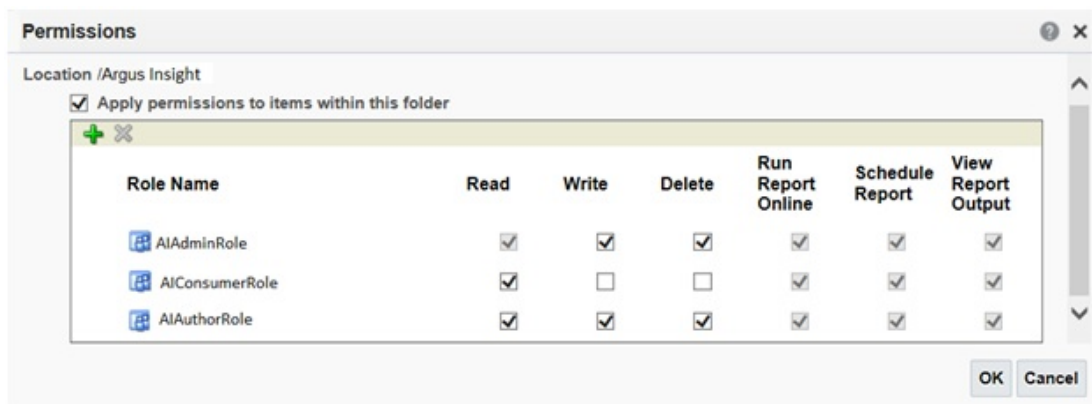 Permissions
Location /Argus Insight
Apply permissions to items within this folder
Role Name Read Write Delete Run Report Online Schedule Report View Report Output
AIAdminRole
AIConsumerRole
AIAuthorRole
OK Cancel